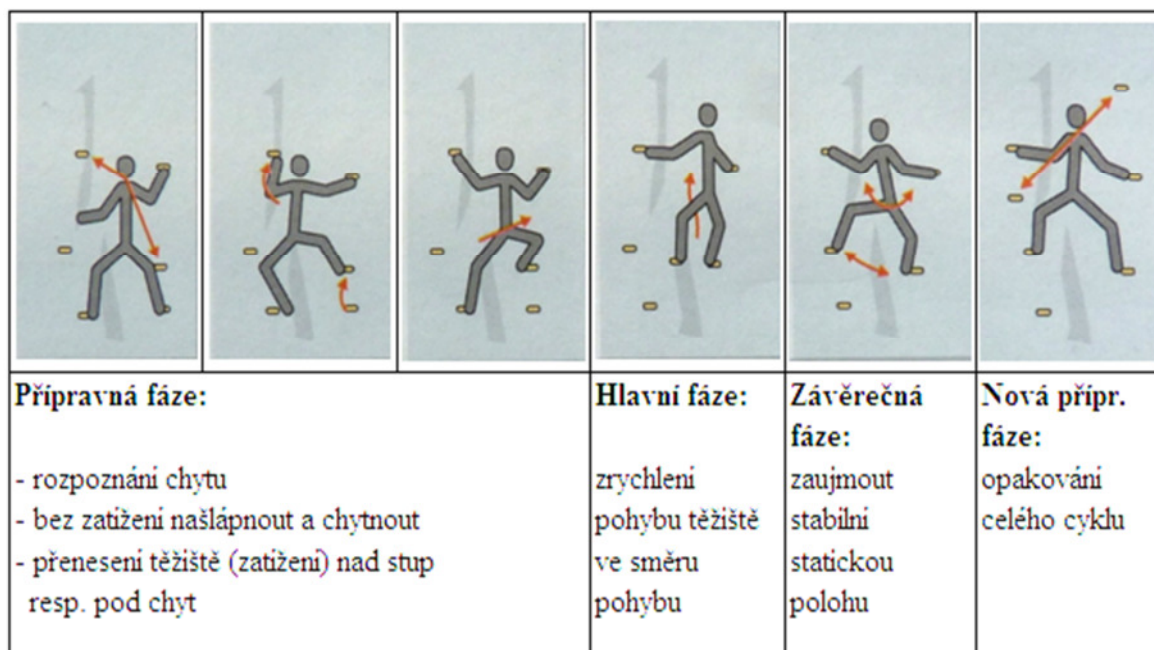 Přípravná fáze:
- rozpoznání chytu
- bez zatížení našlápnout a chytnout
- přenesení těžiště (zatížení) nad stup
resp. pod chyt
Hlavní fáze:
zrychlení
pohybu těžiště
ve směru
pohybu
Závěrečná
fáze:
zaujmout
stabilní
statickou
polohu
Nová přípr.
fáze:
opakování
celého cyklu